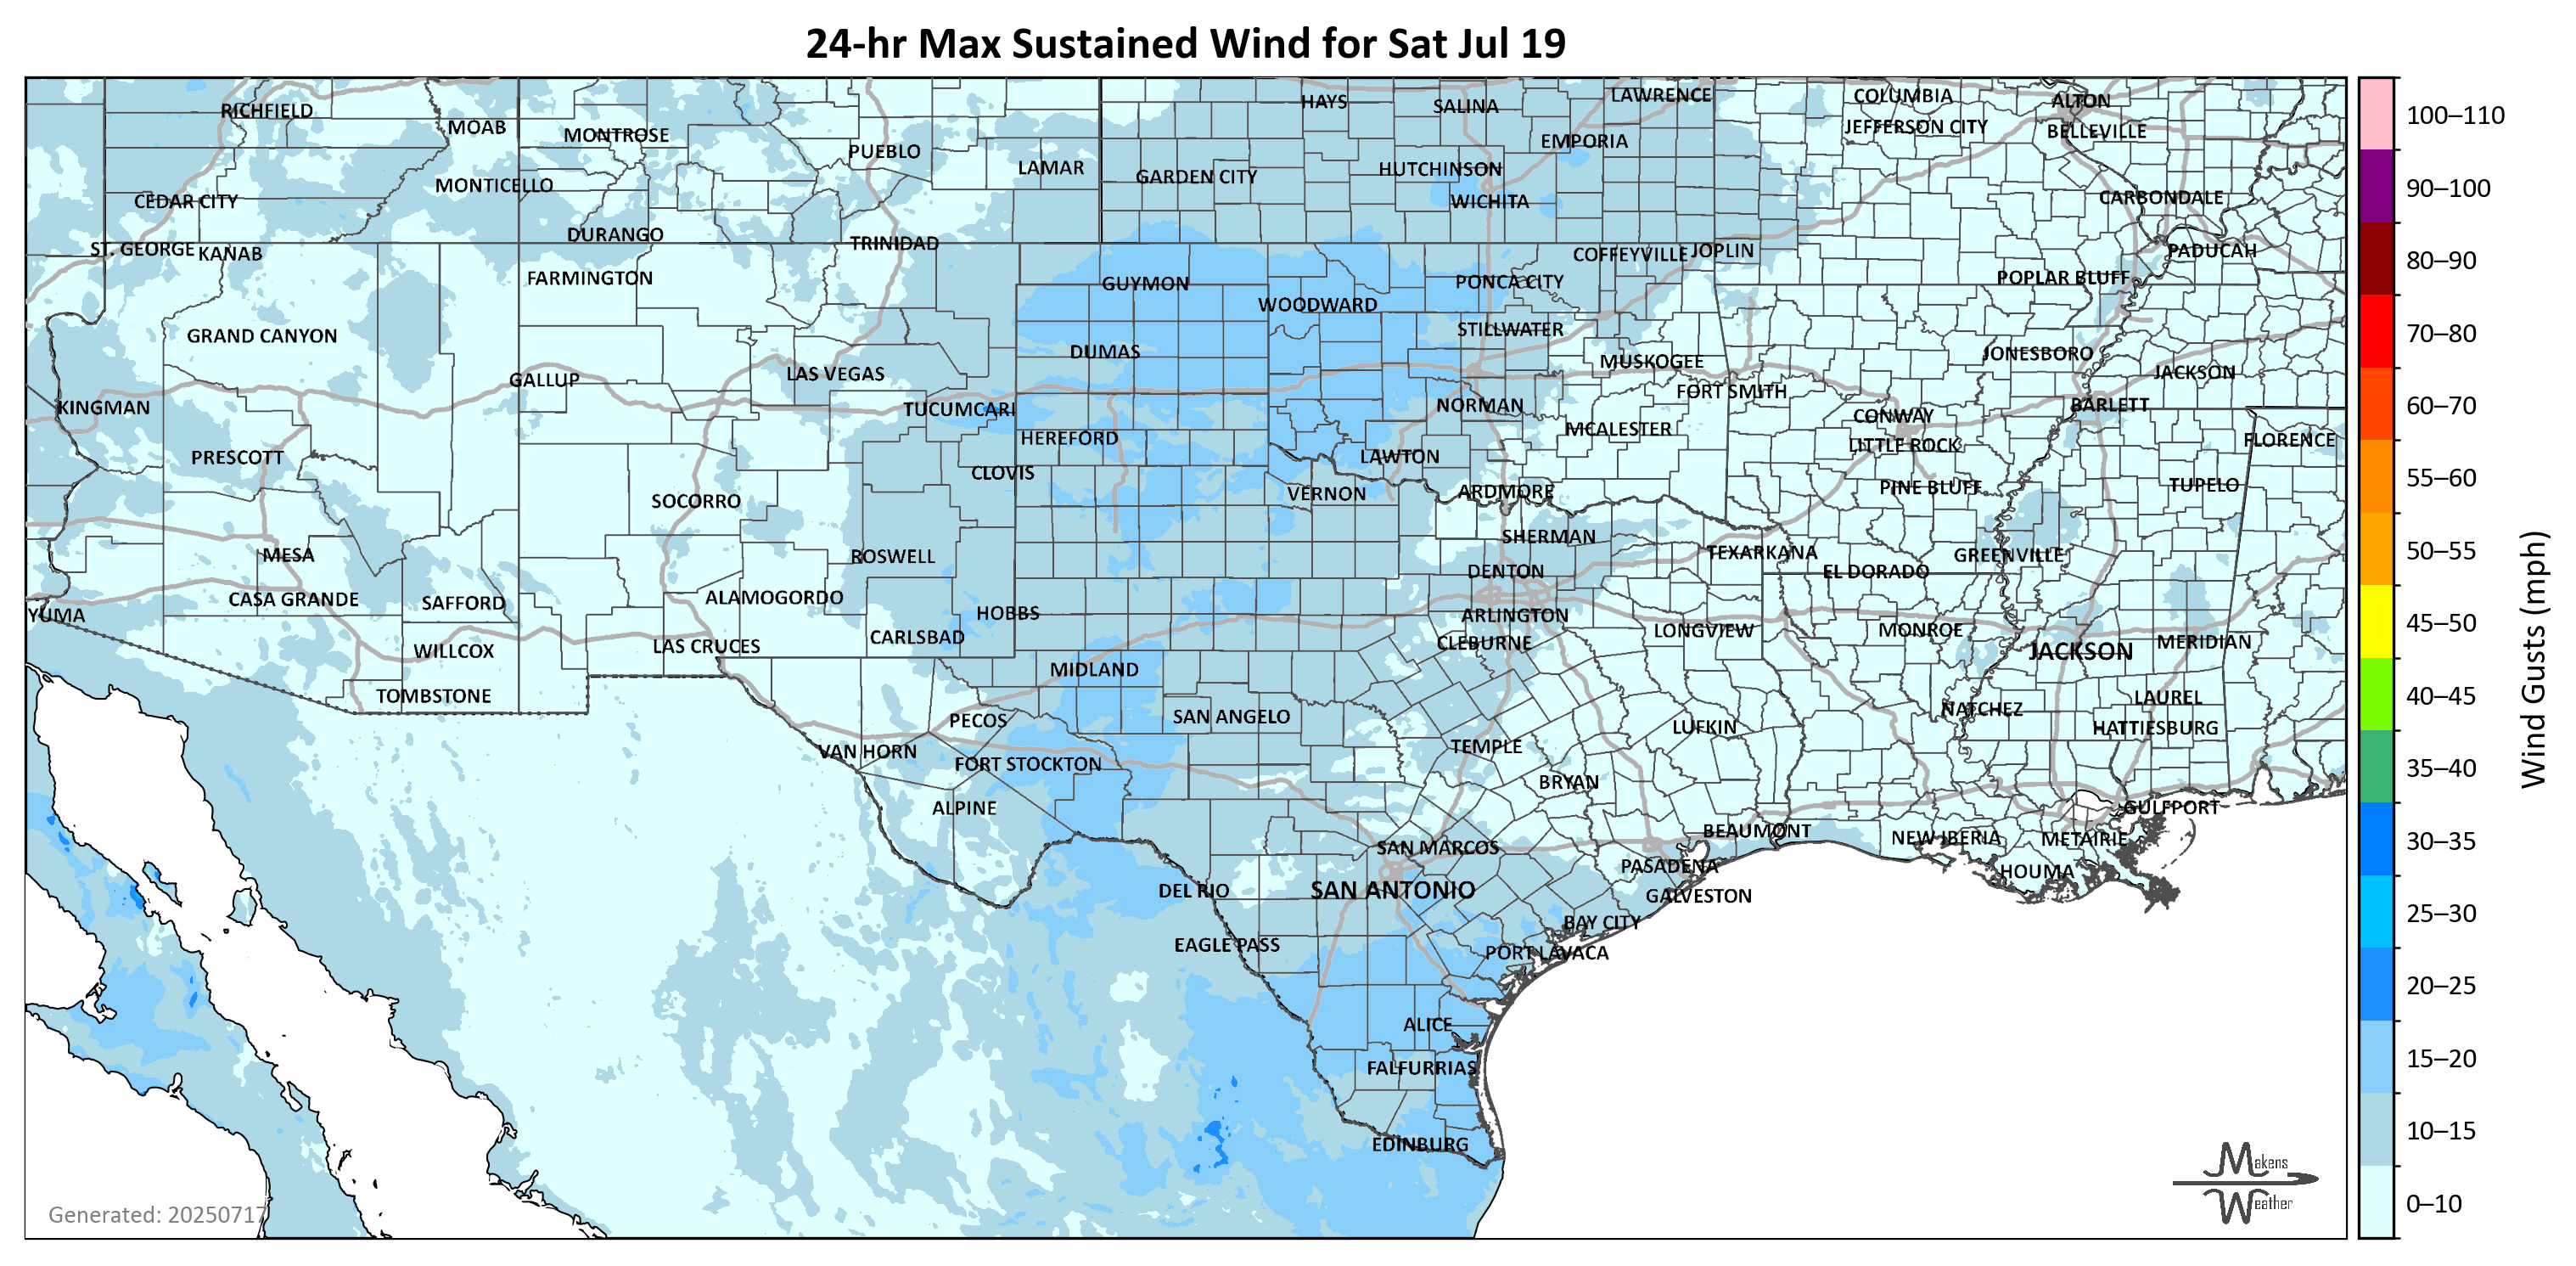 24-hr Max Sustained Wind for Sat Jul 19
RICHFIELD
MOAB
MONTROSE
PUEBLO
LAMAR
HAYS
SALINA
LAWRENCE
COLUMBIA
ALTON
JEFFERSON CITY
BELLEVILLE
EMPORIA
HUTCHINSON
GARDEN CITY
MONTICELLO
CEDAR CITY
WICHITA
CARBONDALE
DURANGO
TRINIDAD
ST. GEORGE
KANAB
COFFEYVILLE
JOPLIN
PADUCAH
FARMINGTON
GUYMON
PONCA CITY
POPLAR BLUFF
WOODWARD
GRAND CANYON
STILLWATER
DUMAS
MUSKOGEE
JONESBORO
JACKSON
GALLUP
LAS VEGAS
FORT SMITH
KINGMAN
TUCUMCARI
NORMAN
CONWAY
BARLETT
HEREFORD
MCALESTER
LITTLE ROCK
FLORENCE
PRESCOTT
CLOVIS
LAWTON
SOCORRO
VERNON
ARDMORE
PINE BLUFF
TUPELO
MESA
ROSWELL
SHERMAN
TEXARKANA
GREENVILLE
DENTON
EL DORADO
CASA GRANDE
SAFFORD
ALAMOGORDO
HOBBS
ARLINGTON
YUMA
WILLCOX
LAS CRUCES
CARLSBAD
CLEBURNE
LONGVIEW
MONROE
JACKSON
MERIDIAN
MIDLAND
TOMBSTONE
PECOS
SAN ANGELO
NATCHEZ
LAUREL
LUFKIN
HATTIESBURG
VAN HORN
FORT STOCKTON
TEMPLE
BRYAN
ALPINE
GULFPORT
BEAUMONT
NEW IBERIA
METAIRIE
SAN MARCOS
PASADENA
HOUMA
DEL RIO
SAN ANTONIO
GALVESTON
BAY CITY
EAGLE PASS
PORT LAVACA
ALICE
FALFURRIAS
EDINBURG
Generated: 20250717
Makens
Weather
100–110
90–100
80–90
70–80
60–70
55–60
50–55
45–50
40–45
35–40
30–35
25–30
20–25
15–20
10–15
0–10
Wind Gusts (mph)